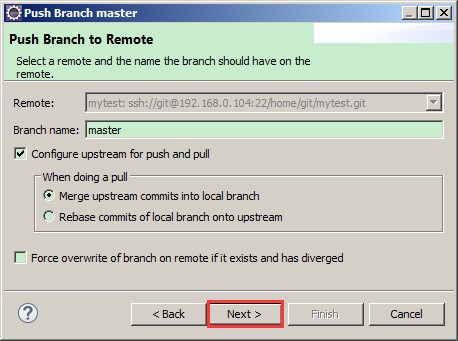 Push Branch master
Push Branch to Remote
Select a remote and the name the branch should have on the
remote.
Remote: mytest: ssh://git@192.168.0.104:22/home/git/mytest.git
Branch name: master
Configure upstream for push and pull
When doing a pull
Merge upstream commits into local branch
Rebase commits of local branch onto upstream
Force overwrite of branch on remote if it exists and has diverged
? < Back Next > Finish Cancel